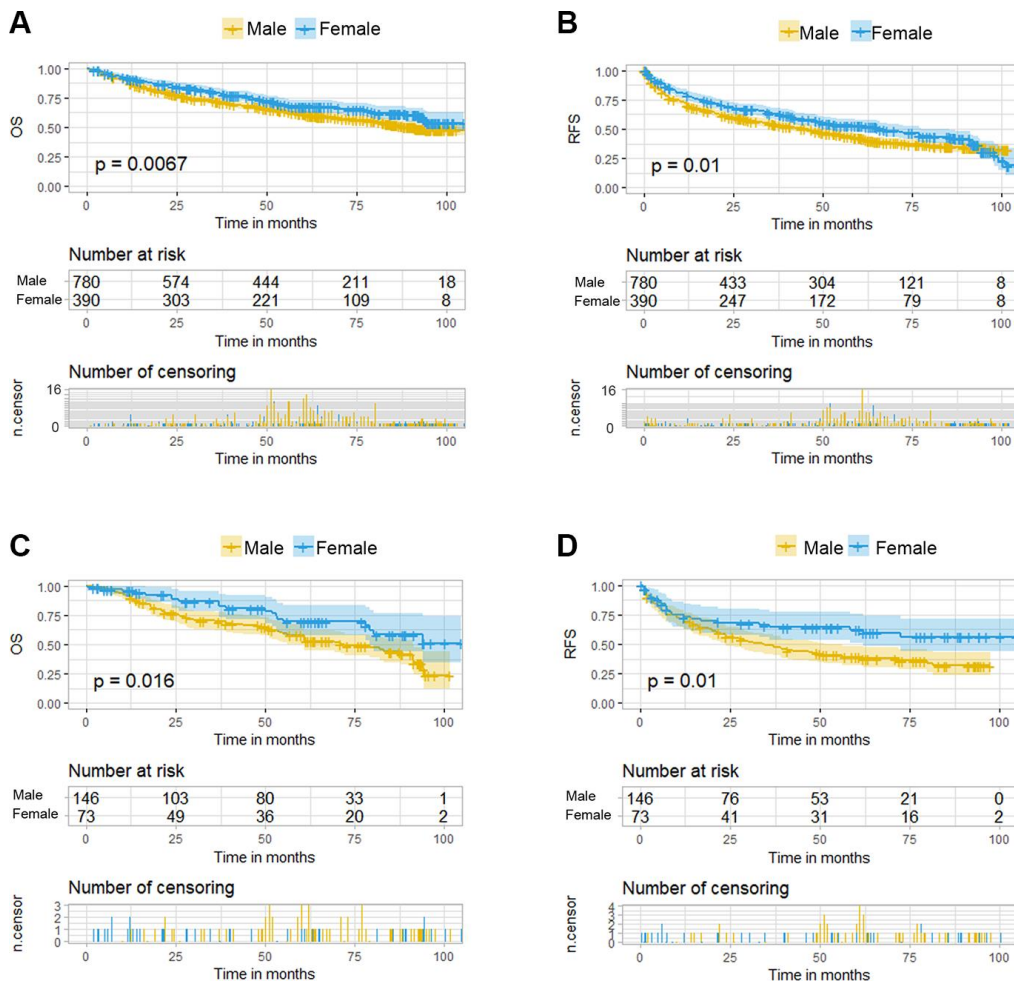 A
Male Female
1.00
0.75
0.50
0.25
0.00
OS
p = 0.0067
0 25 50 75 100
Time in months
Number at risk
Male 780 574 444 211 18
Female 390 303 221 109 8
0 25 50 75 100
Time in months
Number of censoring
n.censor
16
0
0 25 50 75 100
Time in months
B
Male Female
1.00
0.75
0.50
0.25
0.00
RFS
p = 0.01
0 25 50 75 100
Time in months
Number at risk
Male 780 433 304 121 8
Female 390 247 172 79 8
0 25 50 75 100
Time in months
Number of censoring
n.censor
16
0
0 25 50 75 100
Time in months
C
Male Female
1.00
0.75
0.50
0.25
0.00
OS
p = 0.016
0 25 50 75 100
Time in months
Number at risk
Male 146 103 80 33 1
Female 73 49 36 20 2
0 25 50 75 100
Time in months
Number of censoring
n.censor
3
2
1
0
0 25 50 75 100
Time in months
D
Male Female
1.00
0.75
0.50
0.25
0.00
RFS
p = 0.01
0 25 50 75 100
Time in months
Number at risk
Male 146 76 53 21 0
Female 73 41 31 16 2
0 25 50 75 100
Time in months
Number of censoring
n.censor
4
3
2
1
0
0 25 50 75 100
Time in months